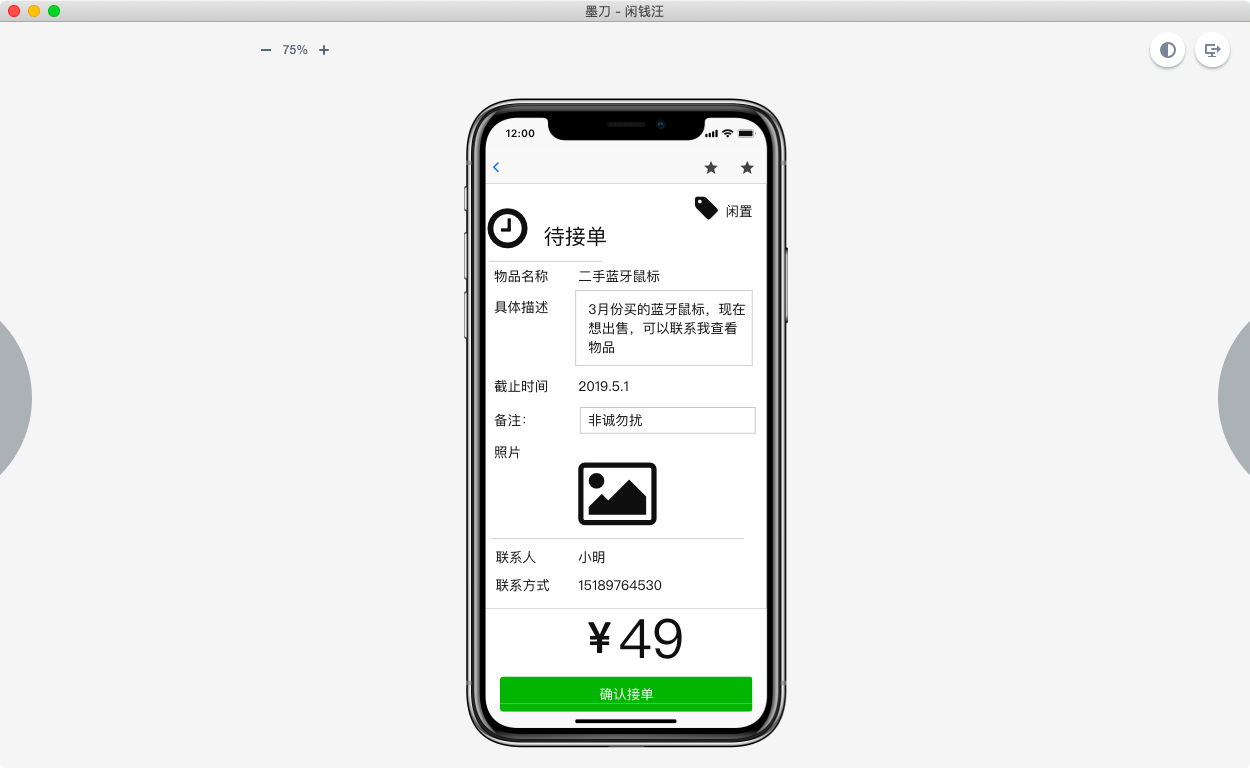 墨刀 - 闲钱汪
75%
12:00
闲置
待接单
物品名称 二手蓝牙鼠标
具体描述 3月份买的蓝牙鼠标，现在
想出售，可以联系我查看
物品
截止时间 2019.5.1
备注： 非诚勿扰
照片
联系人 小明
联系方式 15189764530
¥49
确认接单